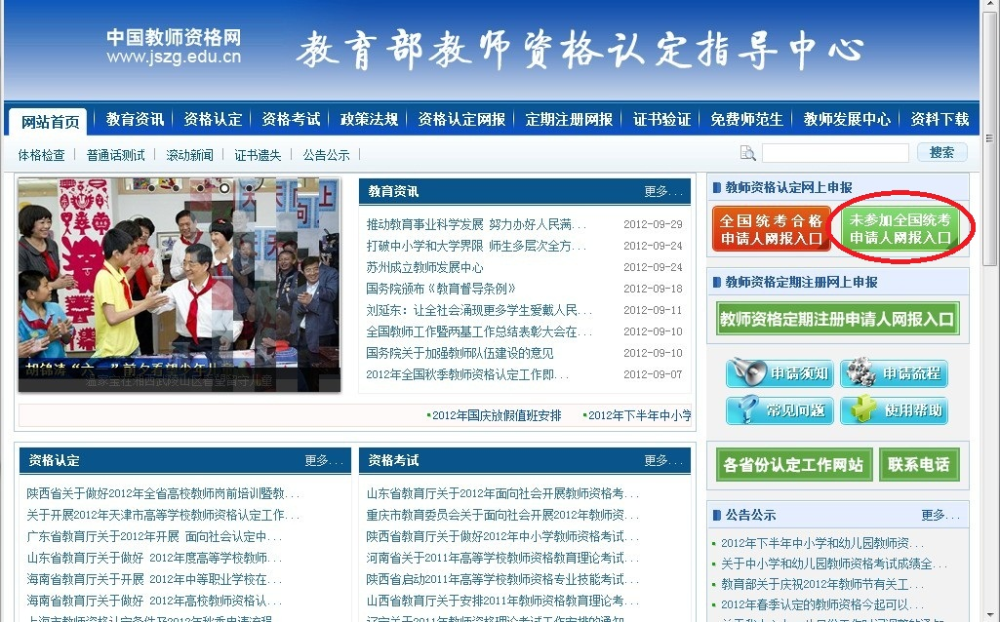 中国教师资格网
www.jszg.edu.cn
教育部教师资格认定指导中心
网站首页 教育资讯 资格认定 资格考试 政策法规 资格认定网报 定期注册网报 证书验证 免费师范生 教师发展中心 资料下载
体格检查 普通话测试 滚动新闻 证书遗失 公告公示 搜索
教育资讯 更多...
推动教育事业科学发展 努力办好人民满... 2012-09-29
打破中小学和大学界限 师生多层次全方... 2012-09-24
苏州成立教师发展中心 2012-09-24
国务院颁布《教育督导条例》 2012-09-18
刘延东：让全社会涌现更多学生爱戴人民... 2012-09-11
全国教师工作暨两基工作总结表彰大会在... 2012-09-10
国务院关于加强教师队伍建设的意见 2012-09-10
2012年全国秋季教师资格认定工作即... 2012-09-07
胡锦涛“六一”前夕看望少年儿
2012年国庆放假值班安排 2012年下半年中小学
教师资格认定网上申报
全国统考合格
申请人网报入口
未参加全国统考
申请人网报入口
教师资格定期注册网上申报
教师资格定期注册申请人网报入口
申请须知 申请流程
常见问题 使用帮助
各省份认定工作网站 联系电话
资格认定 更多...
陕西省关于做好2012年全省高校教师岗前培训暨教...
关于开展2012年天津市高等学校教师资格认定工作...
广东省教育厅关于2012年开展 面向社会认定中...
山东省教育厅关于做好 2012年度高等学校教师...
海南省教育厅关于开展 2012年中等职业学校在...
海南省教育厅关于做好 2012年高校教师资格认...
上海市教师资格认定条件及2012年秋季申请流程
资格考试 更多...
山东省教育厅关于2012年面向社会开展教师资格考...
重庆市教育委员会关于面向社会开展2012年教师资...
陕西省教育厅关于做好2012年中小学教师资格考试...
河南省关于2011年高等学校教师资格教育理论考试...
陕西省启动2011年高等学校教师资格专业技能考试...
山西省教育厅关于安排2011年教师资格教育理论考...
公告公示 更多...
2012年下半年中小学和幼儿园教师资...
关于中小学和幼儿园教师资格考试成绩全...
教育部关于庆祝2012年教师节有关工...
2012年春季认定的教师资格今起可以...